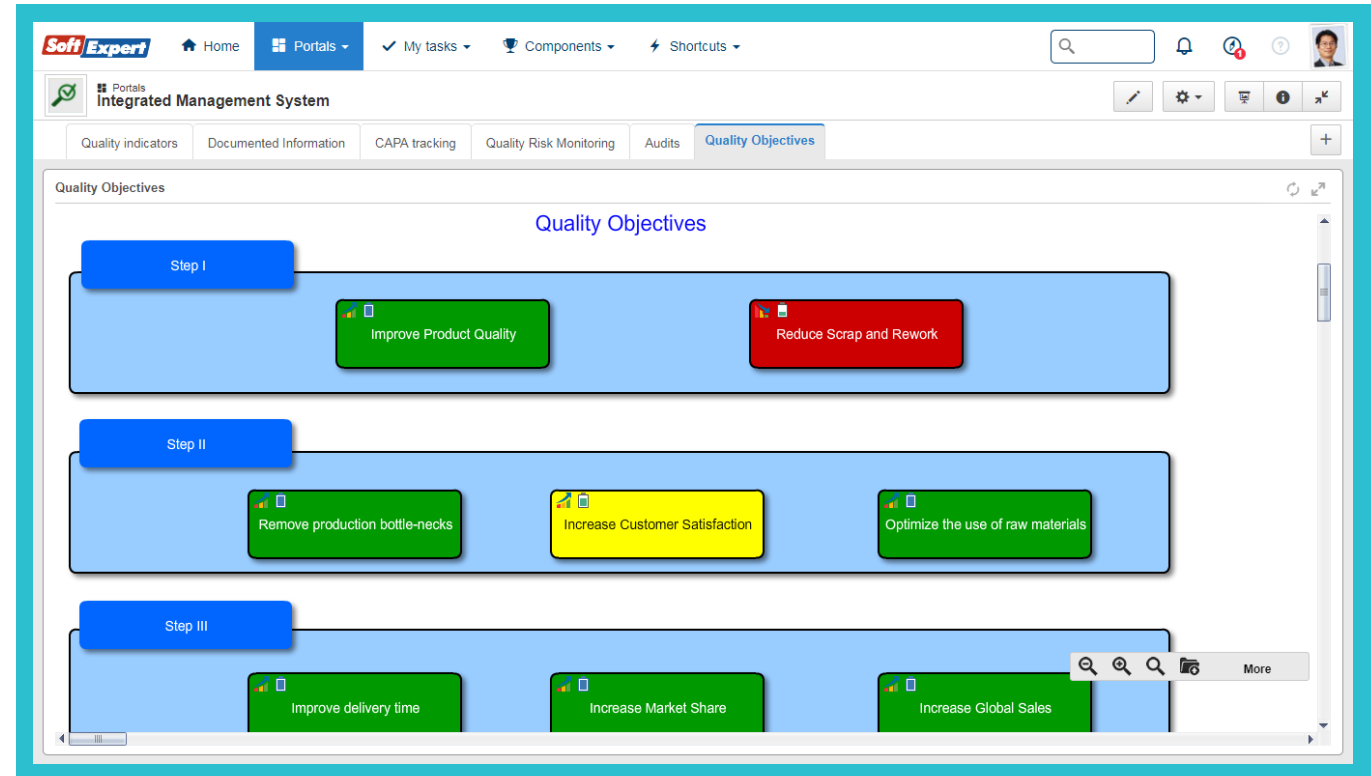 SoftExpert
Home
Portals
My tasks
Components
Shortcuts
1
Portals
Integrated Management System
Quality indicators
Documented Information
CAPA tracking
Quality Risk Monitoring
Audits
Quality Objectives
Quality Objectives
Quality Objectives
Step I
Improve Product Quality
Reduce Scrap and Rework
Step II
Remove production bottle-necks
Increase Customer Satisfaction
Optimize the use of raw materials
Step III
Improve delivery time
Increase Market Share
Increase Global Sales
More